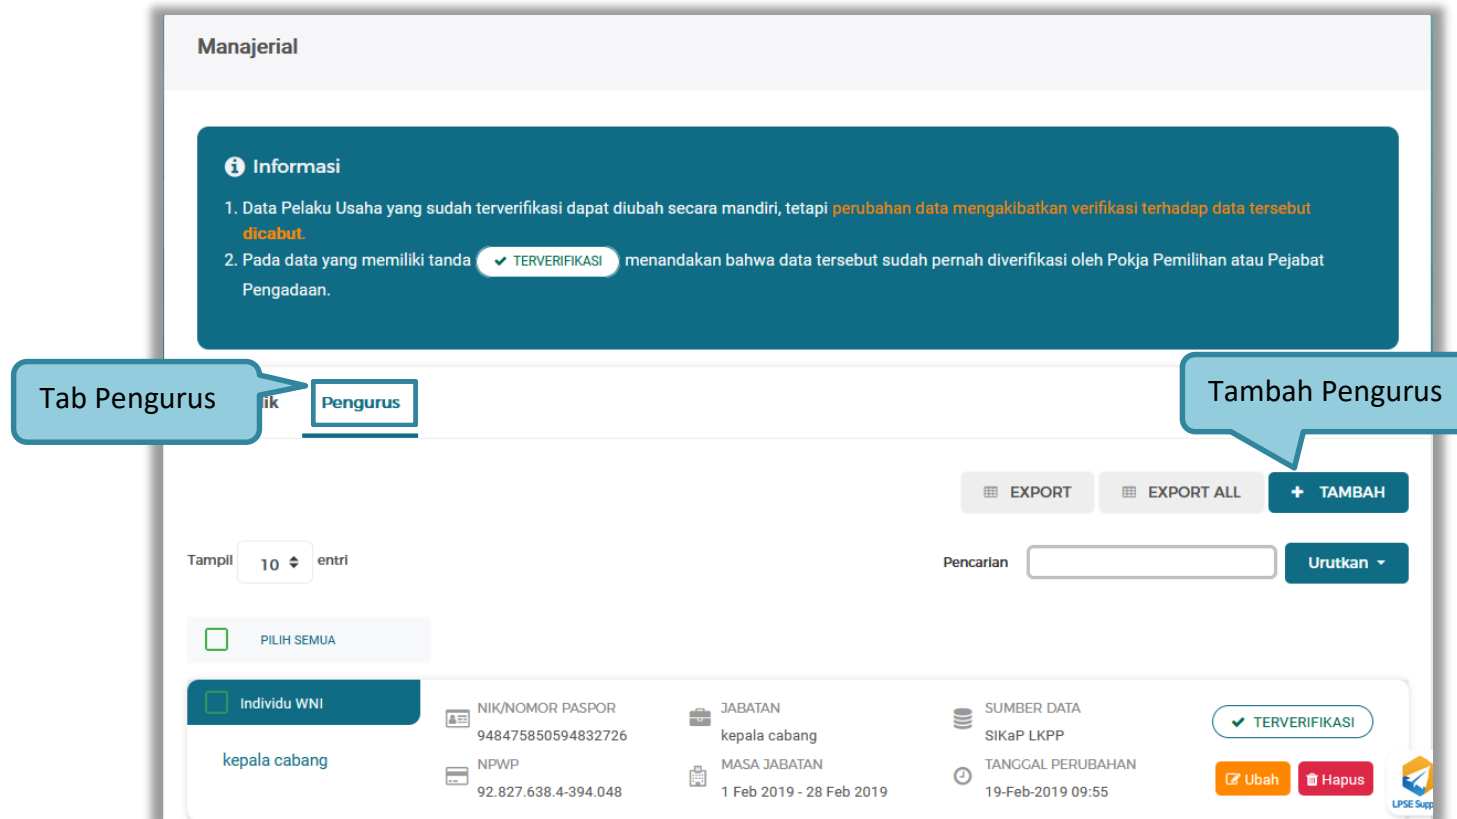 Manajerial
Informasi
1. Data Pelaku Usaha yang sudah terverifikasi dapat diubah secara mandiri, tetapi perubahan data mengakibatkan verifikasi terhadap data tersebut
dicabut.
2. Pada data yang memiliki tanda ✔ TERVERIFIKASI menandakan bahwa data tersebut sudah pernah diverifikasi oleh Pokja Pemilihan atau Pejabat
Pengadaan.
Tab Pengurus
Pengurus
Tambah Pengurus
EXPORT
EXPORT ALL
+ TAMBAH
Tampil 10 entri
Pencarian
Urutkan
PILIH SEMUA
Individu WNI
kepala cabang
NIK/NOMOR PASPOR
948475850594832726
NPWP
92.827.638.4-394.048
JABATAN
kepala cabang
MASA JABATAN
1 Feb 2019 - 28 Feb 2019
SUMBER DATA
SIKaP LKPP
TANGGAL PERUBAHAN
19-Feb-2019 09:55
✔ TERVERIFIKASI
Ubah
Hapus
LPSE